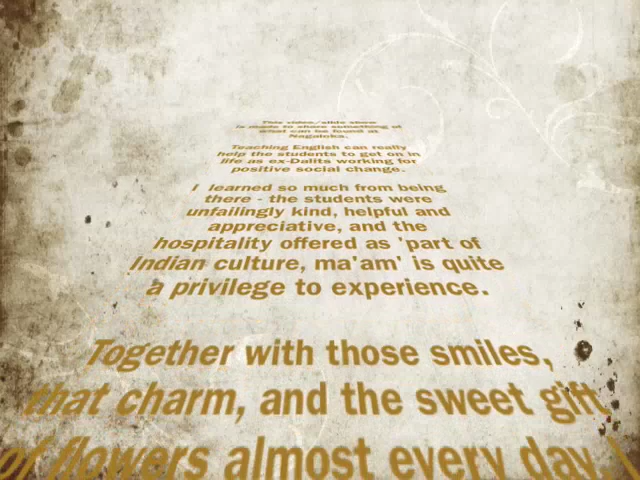 This video/slide show
is made to share something of
what can be found at
Nagaloka.
Teaching English can really
help the students to get on in
life as ex-Dalits working for
positive social change.
I learned so much from being
there - the students were
unfailingly kind, helpful and
appreciative, and the
hospitality offered as 'part of
Indian culture, ma'am' is quite
a privilege to experience.
Together with those smiles,
that charm, and the sweet gift
of flowers almost every day, I